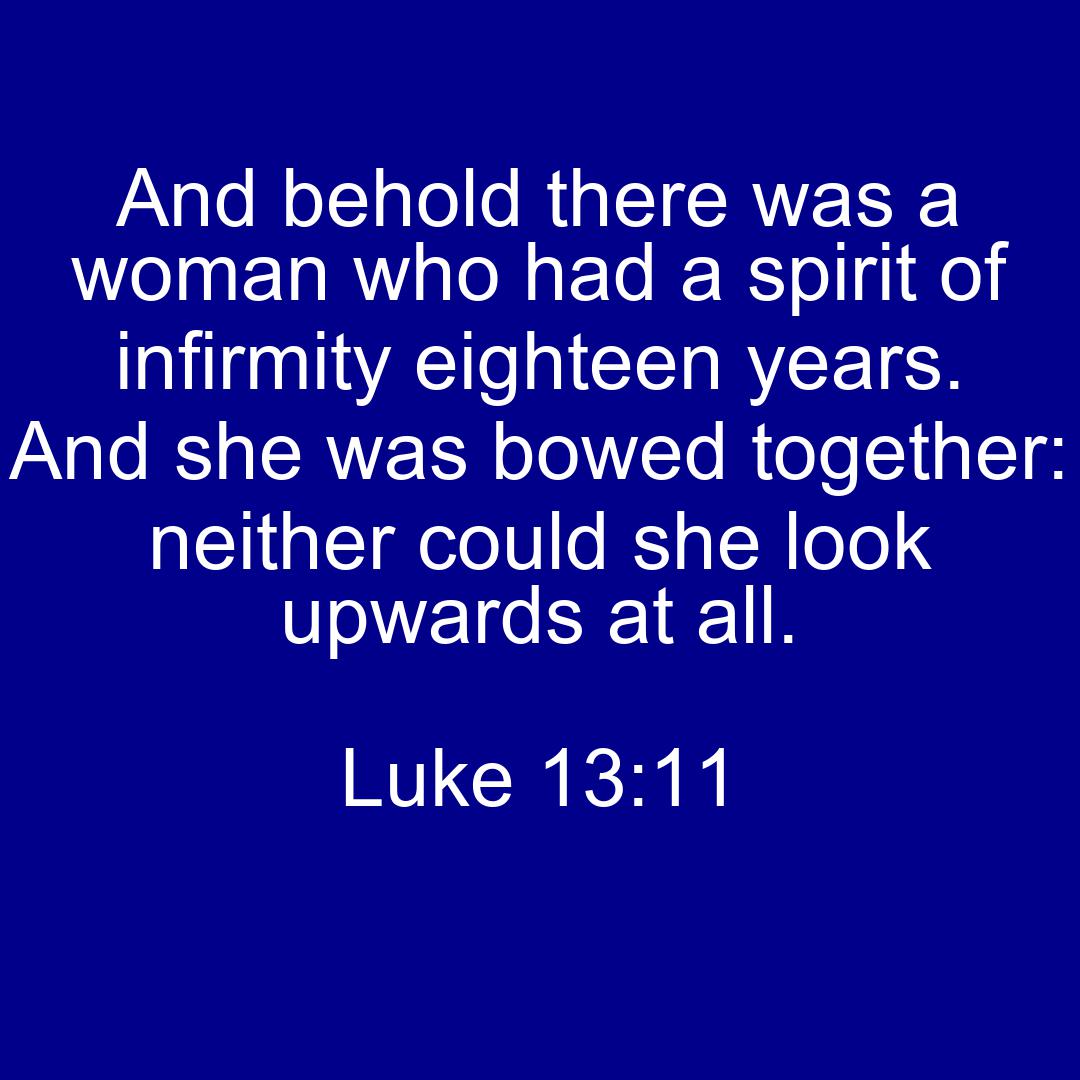 And behold there was a
woman who had a spirit of
infirmity eighteen years.
And she was bowed together:
neither could she look
upwards at all.
Luke 13:11